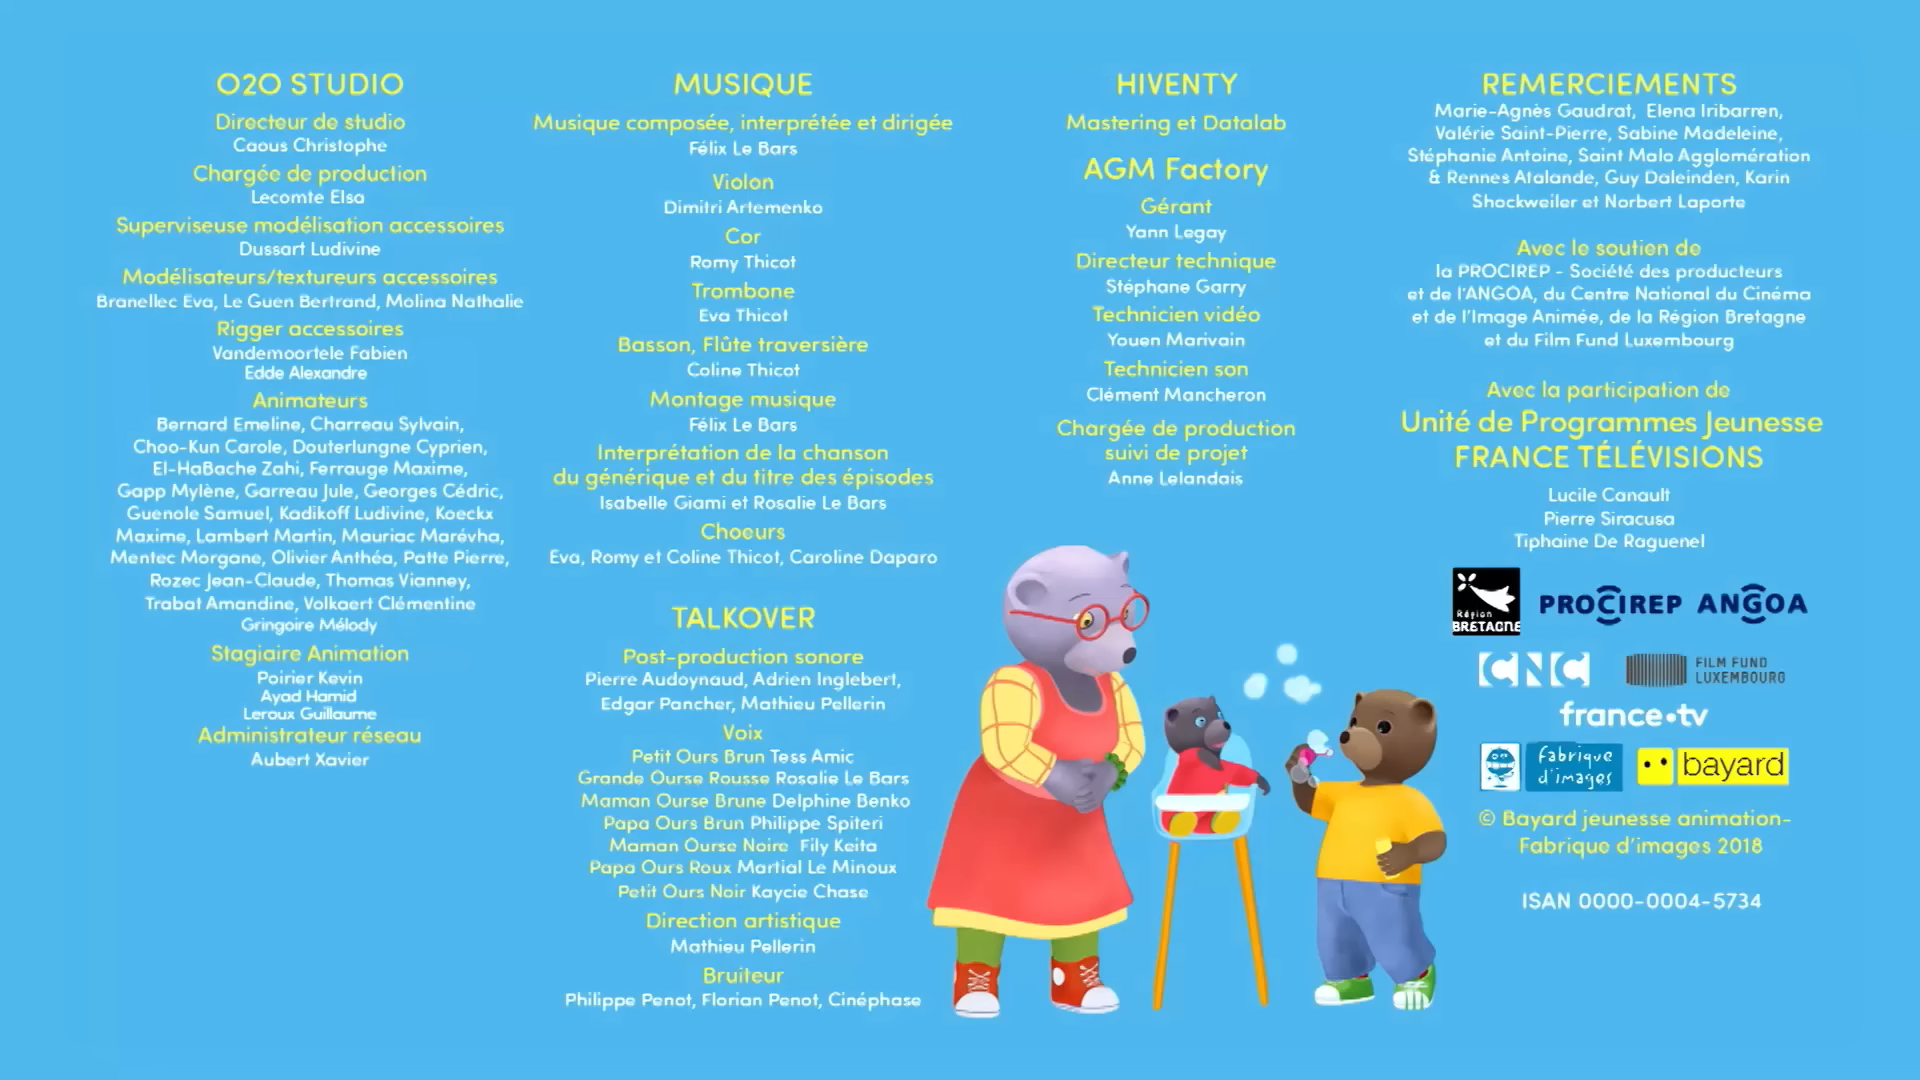 O2O STUDIO
Directeur de studio
Caous Christophe
Chargée de production
Lecomte Elsa
Superviseuse modélisation accessoires
Dussart Ludivine
Modélisateurs/textureurs accessoires
Branellec Eva, Le Guen Bertrand, Molina Nathalie
Rigger accessoires
Vandemoortele Fabien
Edde Alexandre
Animateurs
Bernard Emeline, Charreau Sylvain,
Choo-Kun Carole, Douterlungne Cyprien,
El-HaBache Zahi, Ferrauge Maxime,
Gapp Mylène, Garreau Jule, Georges Cédric,
Guenole Samuel, Kadikoff Ludivine, Koeckx
Maxime, Lambert Martin, Mauriac Marévha,
Mentec Morgane, Olivier Anthéa, Patte Pierre,
Rozec Jean-Claude, Thomas Vianney,
Trabat Amandine, Volkaert Clémentine
Gringoire Mélody
Stagiaire Animation
Poirier Kevin
Ayad Hamid
Leroux Guillaume
Administrateur réseau
Aubert Xavier
MUSIQUE
Musique composée, interprétée et dirigée
Félix Le Bars
Violon
Dimitri Artemenko
Cor
Romy Thicot
Trombone
Eva Thicot
Basson, Flûte traversière
Coline Thicot
Montage musique
Félix Le Bars
Interprétation de la chanson
du générique et du titre des épisodes
Isabelle Giami et Rosalie Le Bars
Choeurs
Eva, Romy et Coline Thicot, Caroline Daparo
TALKOVER
Post-production sonore
Pierre Audoynaud, Adrien Inglebert,
Edgar Pancher, Mathieu Pellerin
Voix
Petit Ours Brun Tess Amic
Grande Ourse Rousse Rosalie Le Bars
Maman Ourse Brune Delphine Benko
Papa Ours Brun Philippe Spiteri
Maman Ourse Noire Fily Keita
Papa Ours Roux Martial Le Minoux
Petit Ours Noir Kaycie Chase
Direction artistique
Mathieu Pellerin
Bruiteur
Philippe Penot, Florian Penot, Cinéphase
HIVENTY
Mastering et Datalab
AGM Factory
Gérant
Yann Legay
Directeur technique
Stéphane Garry
Technicien vidéo
Youen Marivain
Technicien son
Clément Mancheron
Chargée de production
suivi de projet
Anne Lelandais
REMERCIEMENTS
Marie-Agnès Gaudrat, Elena Iribarren,
Valérie Saint-Pierre, Sabine Madeleine,
Stéphanie Antoine, Saint Malo Agglomération
& Rennes Atalande, Guy Daleinden, Karin
Shockweiler et Norbert Laporte
Avec le soutien de
la PROCIREP - Société des producteurs
et de l'ANGOA, du Centre National du Cinéma
et de l'Image Animée, de la Région Bretagne
et du Film Fund Luxembourg
Avec la participation de
Unité de Programmes Jeunesse
FRANCE TÉLÉVISIONS
Lucile Canault
Pierre Siracusa
Tiphaine De Raguenel
Région
BRETAGNE
PROCIREP ANGOA
CNC
FILM FUND
LUXEMBOURG
france•tv
fabrique
d'images
bayard
© Bayard jeunesse animation-
Fabrique d'images 2018
ISAN 0000-0004-5734